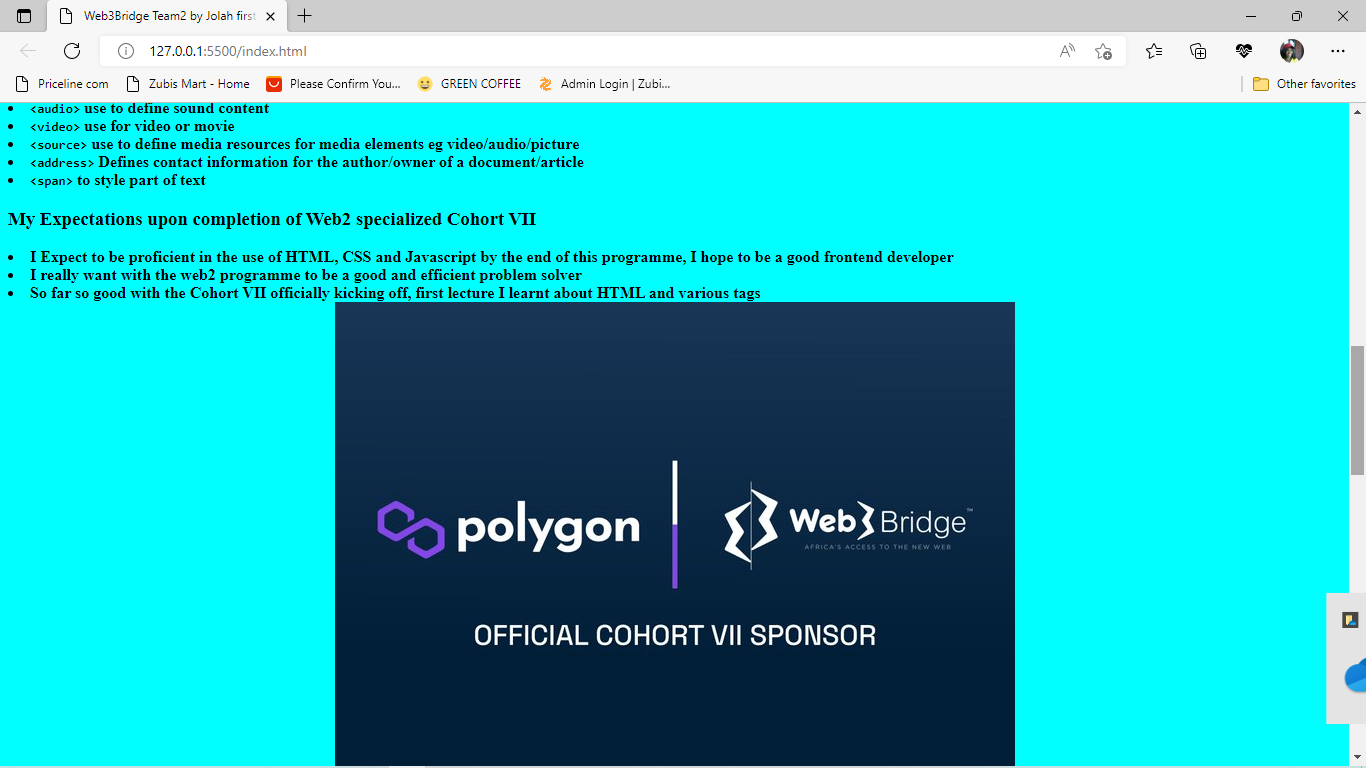 Web3Bridge Team2 by Jolah first
127.0.0.1:5500/index.html
Priceline com Zubis Mart - Home Please Confirm You... GREEN COFFEE Admin Login | Zubi... Other favorites
• <audio> use to define sound content
• <video> use for video or movie
• <source> use to define media resources for media elements eg video/audio/picture
• <address> Defines contact information for the author/owner of a document/article
• <span> to style part of text
My Expectations upon completion of Web2 specialized Cohort VII
• I Expect to be proficient in the use of HTML, CSS and Javascript by the end of this programme, I hope to be a good frontend developer
• I really want with the web2 programme to be a good and efficient problem solver
• So far so good with the Cohort VII officially kicking off, first lecture I learnt about HTML and various tags
polygon Web3 Bridge™
AFRICA'S ACCESS TO THE NEW WEB
OFFICIAL COHORT VII SPONSOR